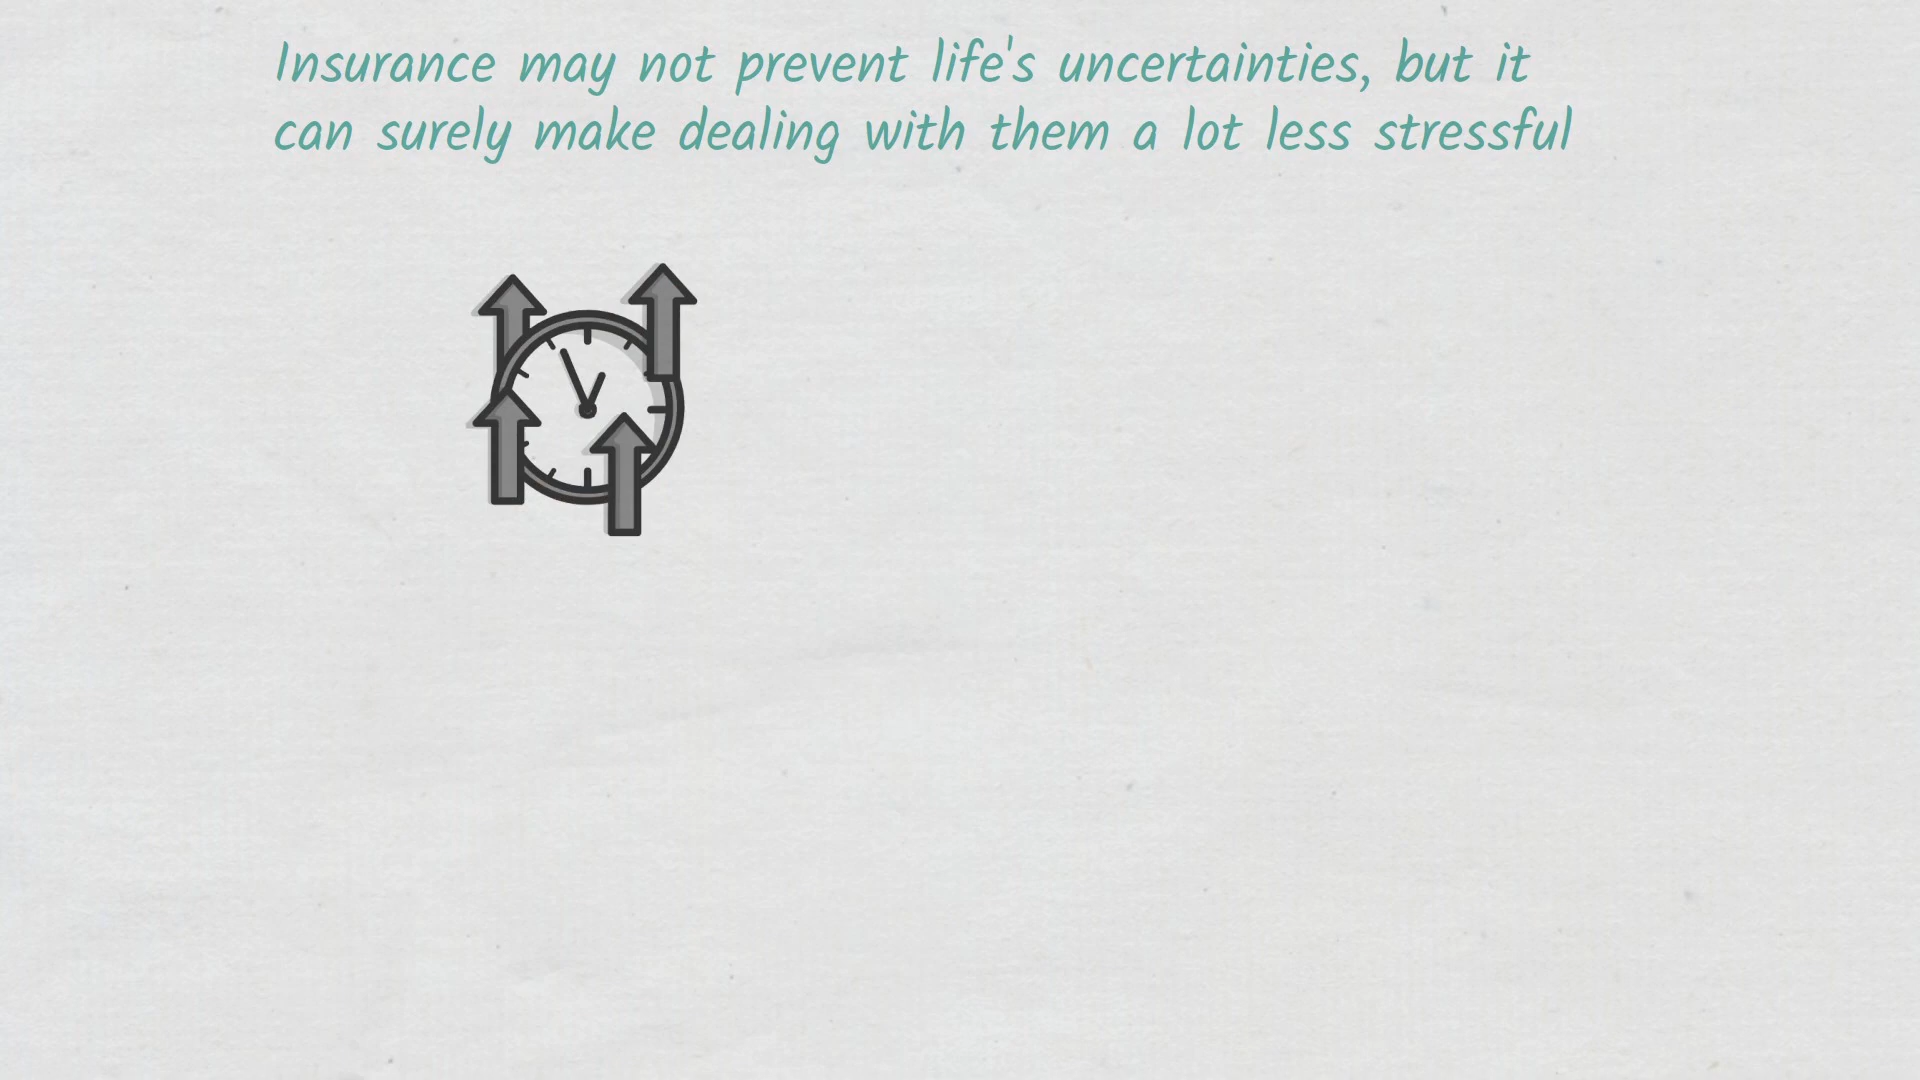 Insurance may not prevent life's uncertainties, but it
can surely make dealing with them a lot less stressful